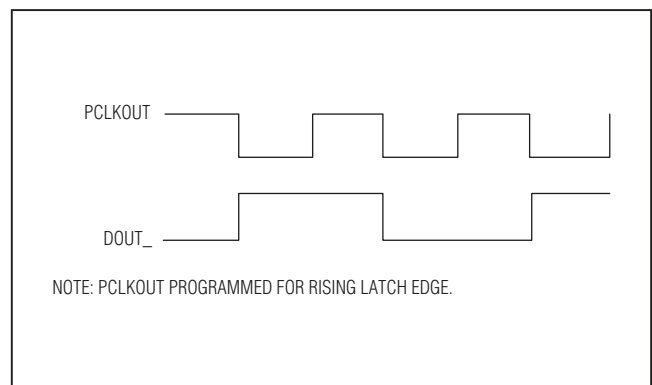 PCLKOUT
DOUT_
NOTE: PCLKOUT PROGRAMMED FOR RISING LATCH EDGE.